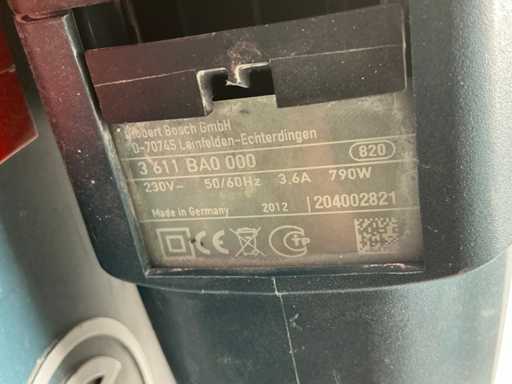 Robert Bosch GmbH
D-70745 Leinfelden-Echterdingen
3 611 BA0 000 820
230V~ 50/60Hz 3.6A 790W
Made in Germany 2012 204002821
CE